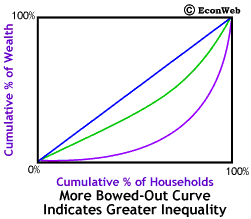 © EconWeb
100%
Cumulative % of Wealth
0%
100%
Cumulative % of Households
More Bowed-Out Curve
Indicates Greater Inequality